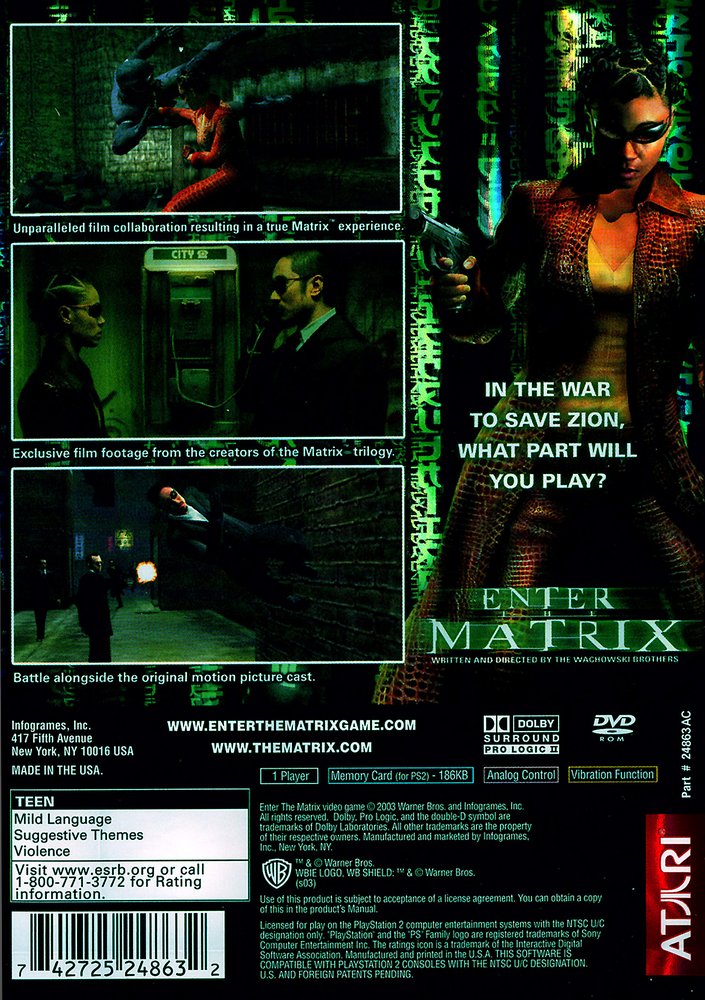 Unparalleled film collaboration resulting in a true Matrix™ experience.
CITY ☎
Exclusive film footage from the creators of the Matrix™ trilogy.
Battle alongside the original motion picture cast.
IN THE WAR
TO SAVE ZION,
WHAT PART WILL
YOU PLAY?
ENTER
THE
MATRIX
WRITTEN AND DIRECTED BY THE WACHOWSKI BROTHERS
Infogrames, Inc.
417 Fifth Avenue
New York, NY 10016 USA
MADE IN THE USA.
WWW.ENTERTHEMATRIXGAME.COM
WWW.THEMATRIX.COM
DOLBY
SURROUND
PRO LOGIC II
DVD
ROM
Part # 24863AC
1 Player
Memory Card (for PS2) - 186KB
Analog Control
Vibration Function
TEEN
Mild Language
Suggestive Themes
Violence
Visit www.esrb.org or call
1-800-771-3772 for Rating
information.
Enter The Matrix video game © 2003 Warner Bros. and Infogrames, Inc.
All rights reserved. Dolby, Pro Logic, and the double-D symbol are
trademarks of Dolby Laboratories. All other trademarks are the property
of their respective owners. Manufactured and marketed by Infogrames,
Inc., New York, NY.
WB
™ & © Warner Bros.
WBIE LOGO, WB SHIELD: ™ & © Warner Bros.
(s03)
Use of this product is subject to acceptance of a license agreement. You can obtain a copy
of this in the product's Manual.
Licensed for play on the PlayStation 2 computer entertainment systems with the NTSC U/C
designation only. 'PlayStation' and the 'PS' Family logo are registered trademarks of Sony
Computer Entertainment Inc. The ratings icon is a trademark of the Interactive Digital
Software Association. Manufactured and printed in the U.S.A. THIS SOFTWARE IS
COMPATIBLE WITH PLAYSTATION 2 CONSOLES WITH THE NTSC U/C DESIGNATION.
U.S. AND FOREIGN PATENTS PENDING.
ATARI
7 42725 24863 2